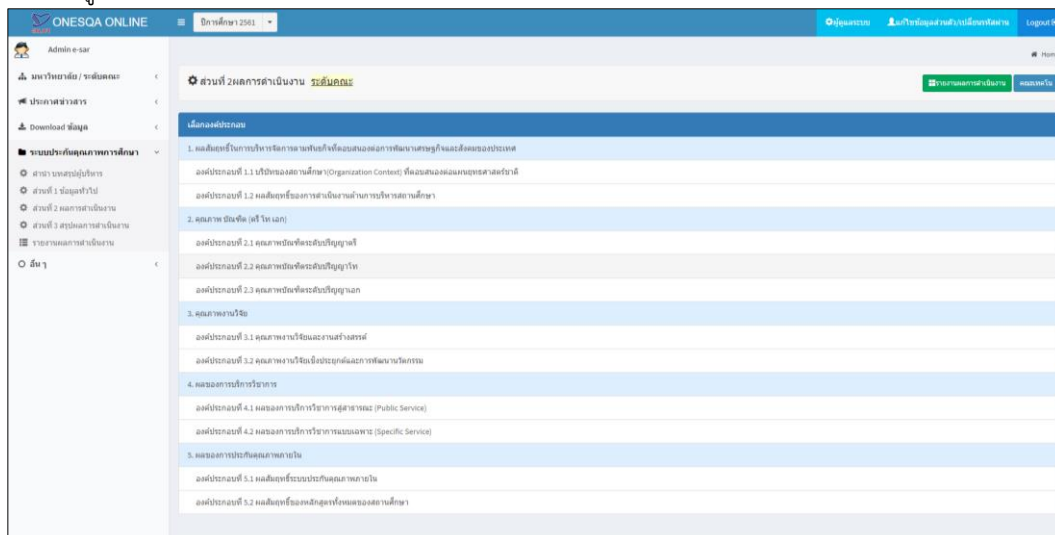 ONESQA ONLINE
ปีการศึกษา 2561
ผู้ดูแลระบบ
แก้ไขข้อมูลส่วนตัว/เปลี่ยนรหัสผ่าน
Logout
Admin e-sar
Hom
มหาวิทยาลัย / ระดับคณะ
ส่วนที่ 2ผลการดำเนินงาน ระดับคณะ
รายงานผลการดำเนินงาน
ประกาศข่าวสาร
Download ข้อมูล
เลือกองค์ประกอบ
ระบบประกันคุณภาพการศึกษา
1. ผลสัมฤทธิ์ในการบริหารจัดการตามพันธกิจที่ตอบสนองต่อการพัฒนาเศรษฐกิจและสังคมของประเทศ
คำนำ บทสรุปผู้บริหาร
องค์ประกอบที่ 1.1 บริบทของสถานศึกษา(Organization Context) ที่ตอบสนองต่อแผนยุทธศาสตร์ชาติ
ส่วนที่ 1 ข้อมูลทั่วไป
ส่วนที่ 2 ผลการดำเนินงาน
องค์ประกอบที่ 1.2 ผลสัมฤทธิ์ของการดำเนินงานด้านการบริหารสถานศึกษา
ส่วนที่ 3 สรุปผลการดำเนินงาน
2. คุณภาพ บัณฑิต (ตรี โท เอก)
รายงานผลการดำเนินงาน
องค์ประกอบที่ 2.1 คุณภาพบัณฑิตระดับปริญญาตรี
อื่น ๆ
องค์ประกอบที่ 2.2 คุณภาพบัณฑิตระดับปริญญาโท
องค์ประกอบที่ 2.3 คุณภาพบัณฑิตระดับปริญญาเอก
3. คุณภาพงานวิจัย
องค์ประกอบที่ 3.1 คุณภาพงานวิจัยและงานสร้างสรรค์
องค์ประกอบที่ 3.2 คุณภาพงานวิจัยเชิงประยุกต์และการพัฒนานวัตกรรม
4. ผลของการบริการวิชาการ
องค์ประกอบที่ 4.1 ผลของการบริการวิชาการสู่สาธารณะ (Public Service)
องค์ประกอบที่ 4.2 ผลของการบริการวิชาการแบบเฉพาะ (Specific Service)
5. ผลของการประกันคุณภาพภายใน
องค์ประกอบที่ 5.1 ผลสัมฤทธิ์ระบบประกันคุณภาพภายใน
องค์ประกอบที่ 5.2 ผลสัมฤทธิ์ของหลักสูตรทั้งหมดของสถานศึกษา